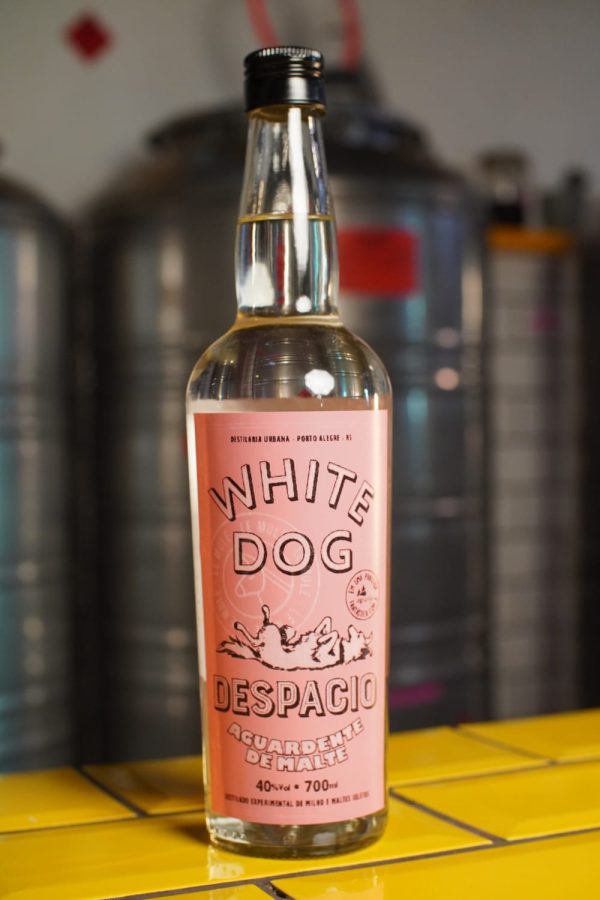 DESTILARIA URBANA - PORTO ALEGRE - RS
WHITE
DOG
DESPACIO
AGUARDENTE
DE MALTE
40%Vol • 700ml
DESTILADO EXPERIMENTAL DE MILHO E MALTES SELETOS